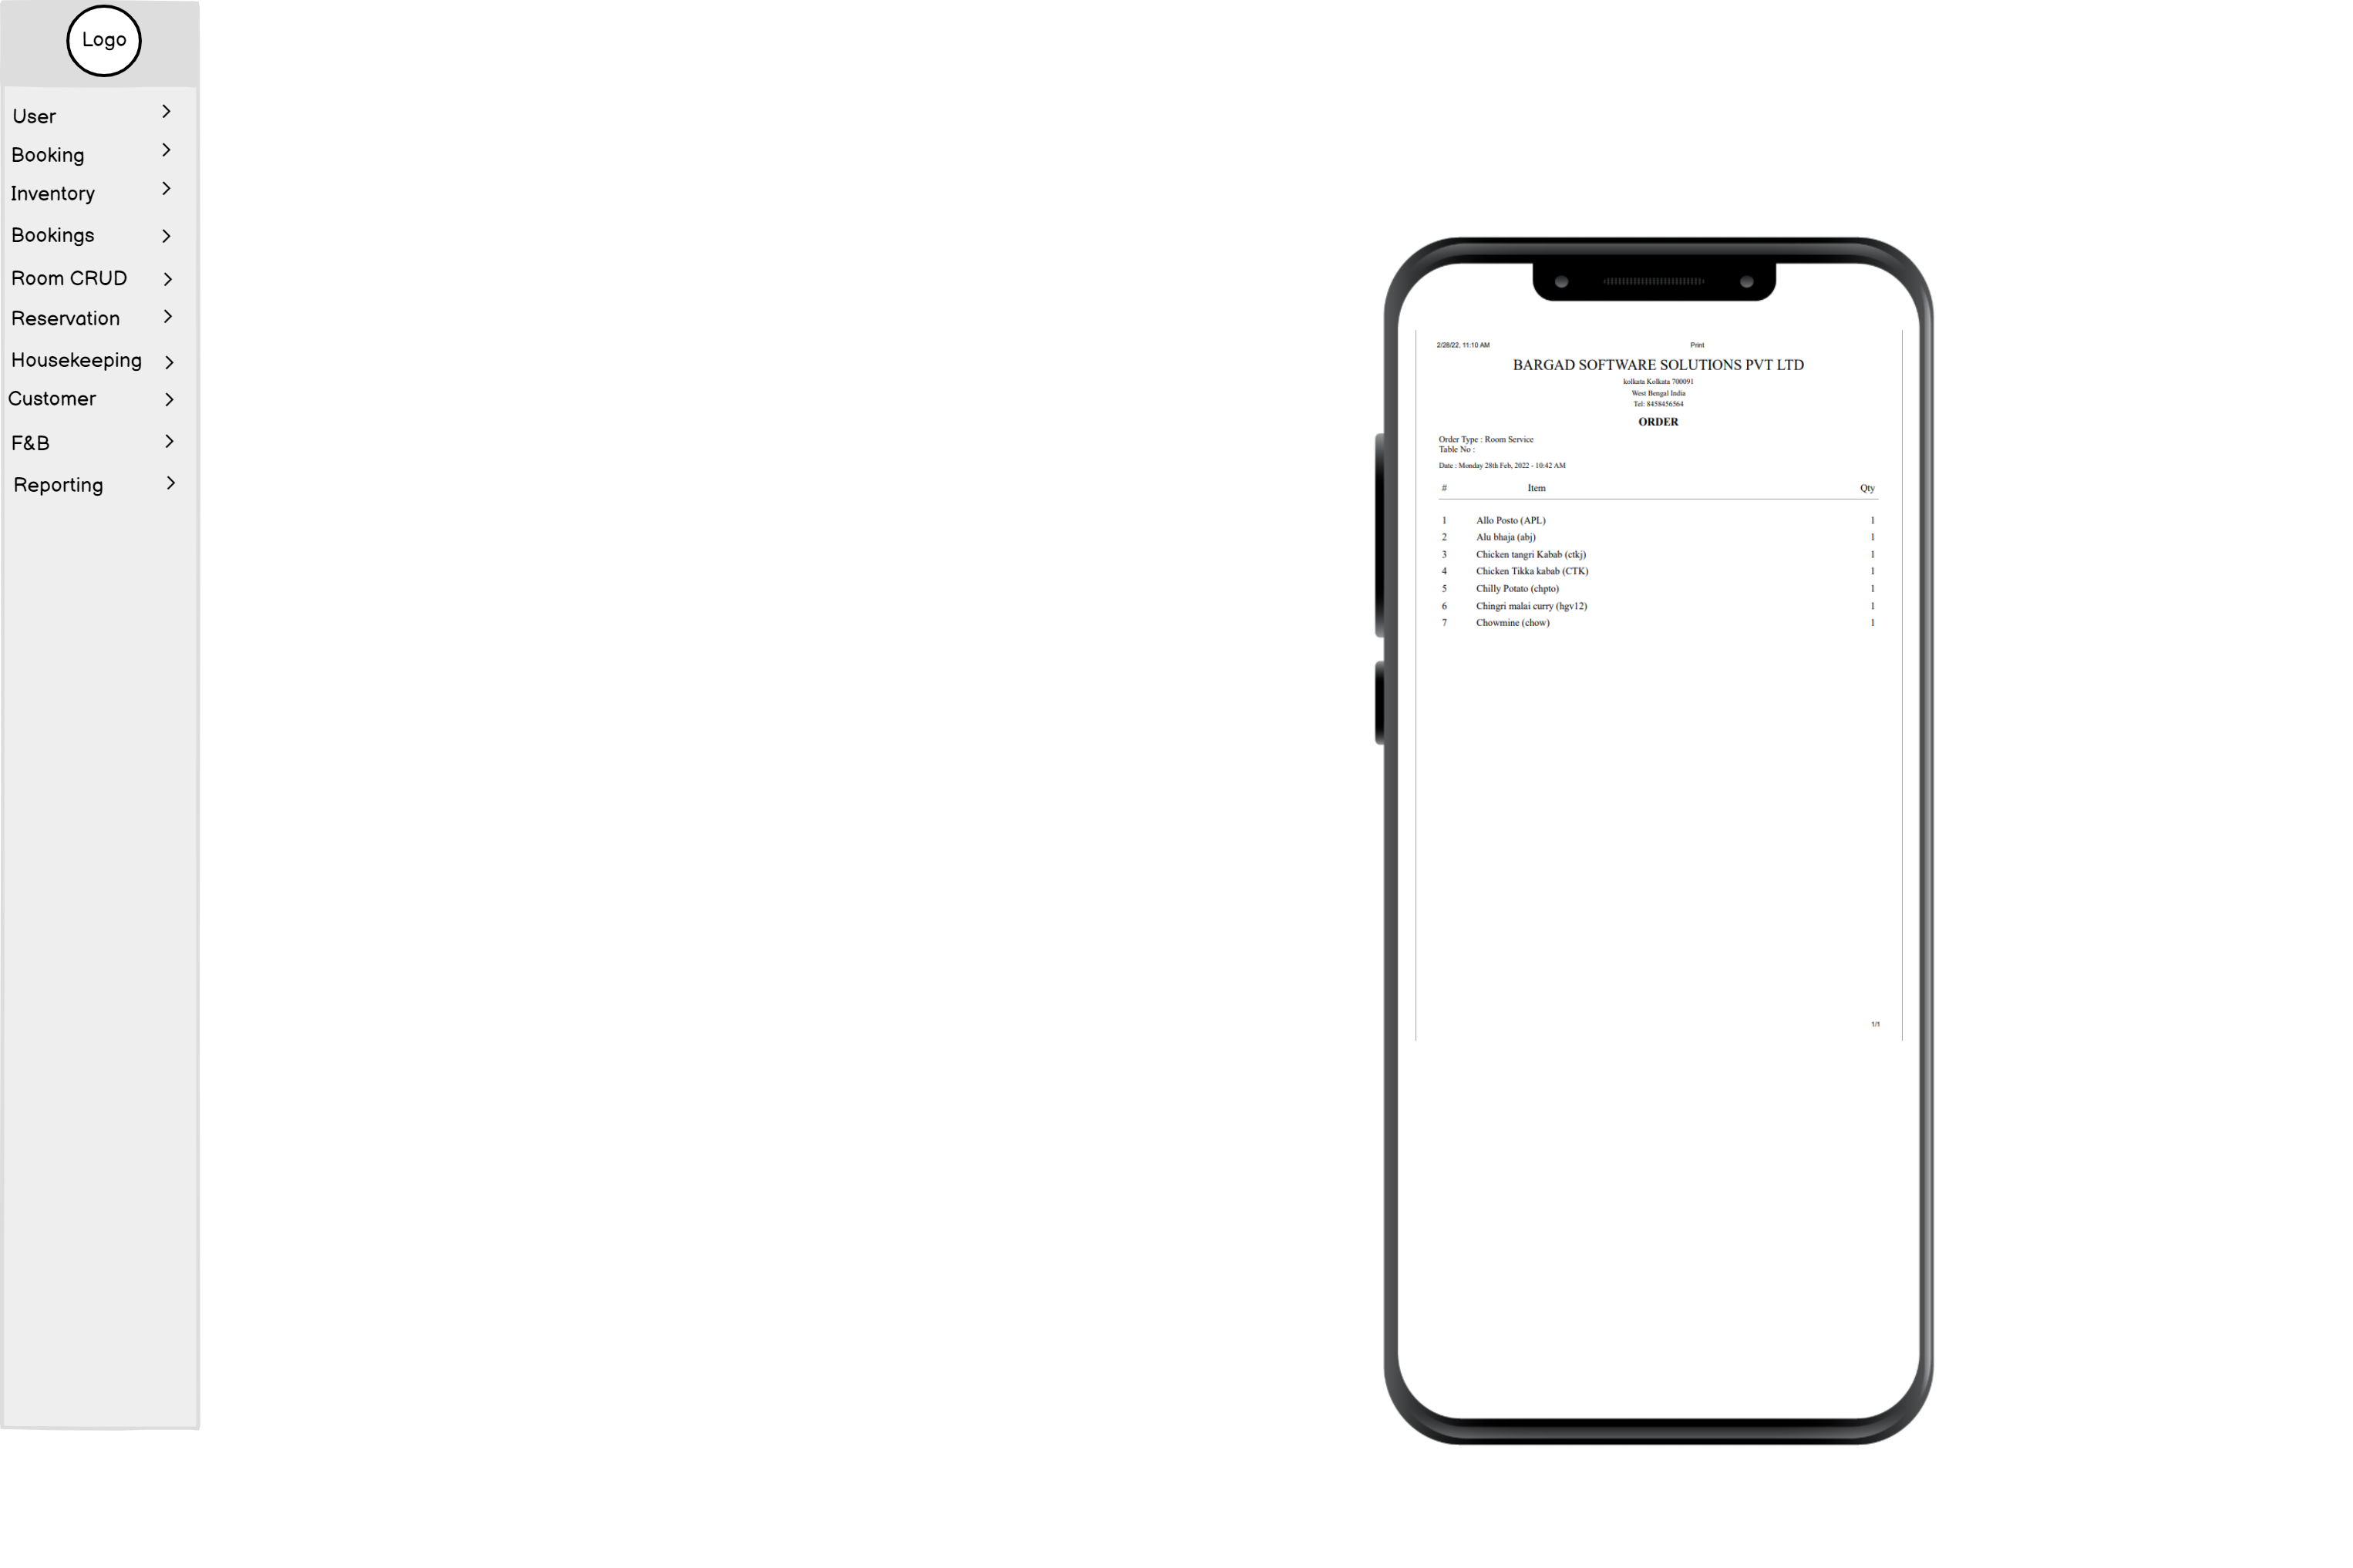 Logo
User
Booking
Inventory
Bookings
Room CRUD
Reservation
Housekeeping
Customer
F&B
Reporting
2/28/22, 11:10 AM Print
BARGAD SOFTWARE SOLUTIONS PVT LTD
kolkata Kolkata 700091
West Bengal India
Tel: 8458456564
ORDER
Order Type : Room Service
Table No :
Date : Monday 28th Feb, 2022 - 10:42 AM
# Item Qty
1 Allo Posto (APL) 1
2 Alu bhaja (abj) 1
3 Chicken tangri Kabab (ctkj) 1
4 Chicken Tikka kabab (CTK) 1
5 Chilly Potato (chpto) 1
6 Chingri malai curry (hgv12) 1
7 Chowmine (chow) 1
1/1